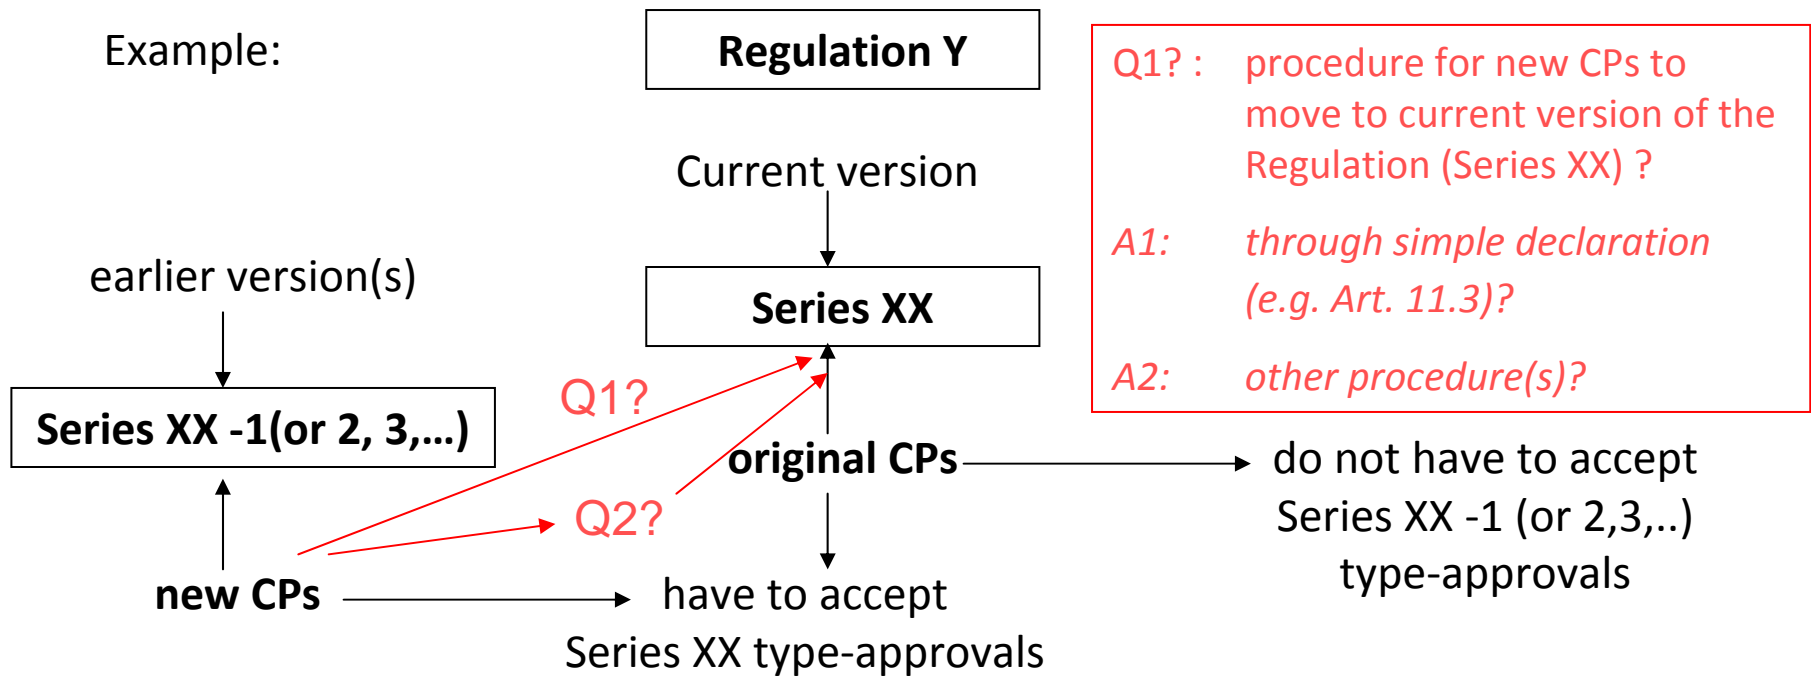 Example:
Regulation Y
Current version
earlier version(s)
Series XX
Series XX -1(or 2, 3,…)
Q1?
original CPs
Q2?
new CPs
have to accept
Series XX type-approvals
do not have to accept
Series XX -1 (or 2,3,..)
type-approvals
Q1? : procedure for new CPs to
move to current version of the
Regulation (Series XX) ?
A1: through simple declaration
(e.g. Art. 11.3)?
A2: other procedure(s)?